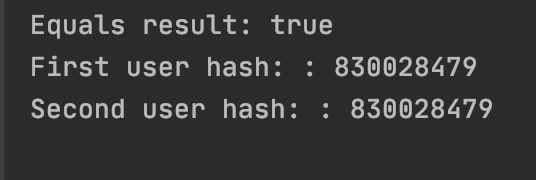 Equals result: true
First user hash: : 830028479
Second user hash: : 830028479